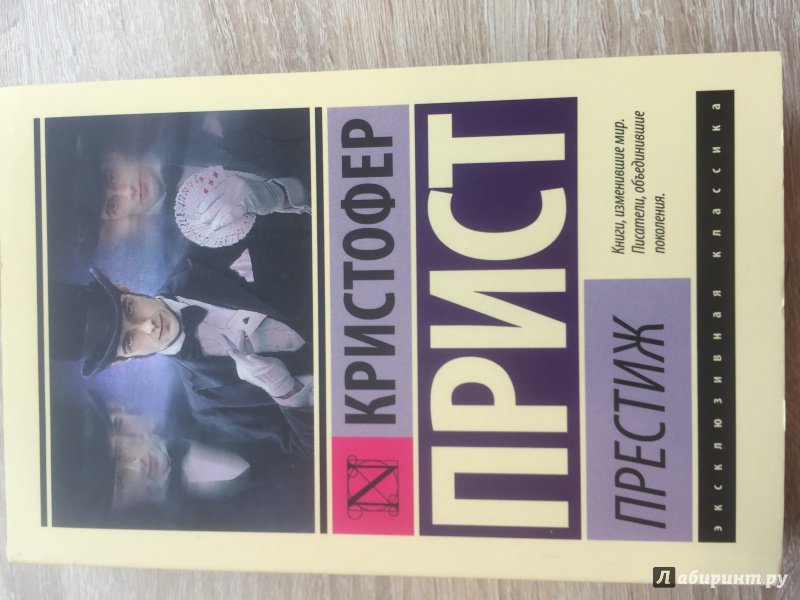 КРИСТОФЕР
ПРИСТ
ПРЕСТИЖ
Книги, изменившие мир.
Писатели, объединившие
поколения.
эксклюзивная классика
Лабиринт.ру